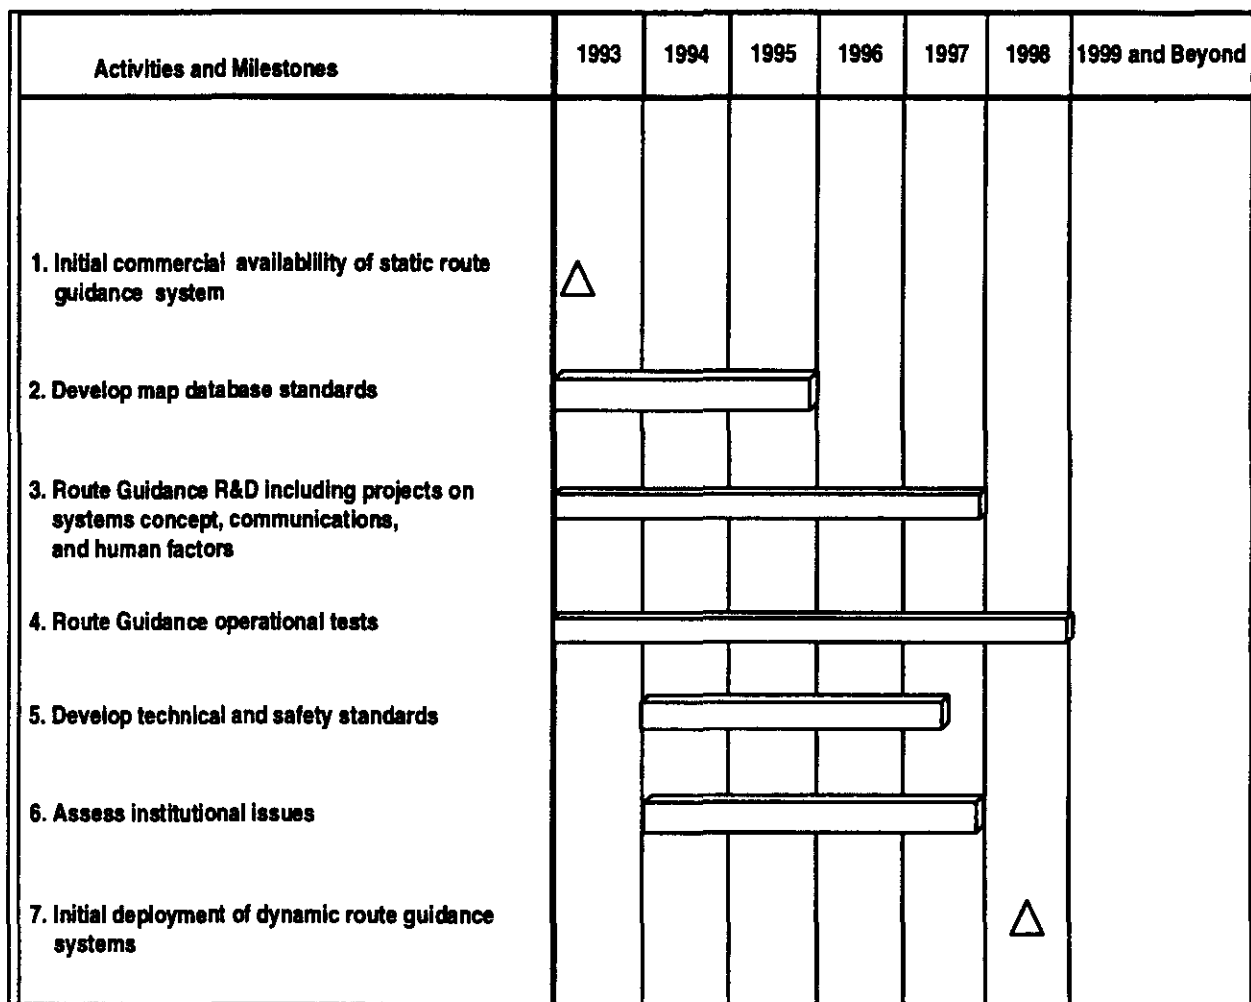 Activities and Milestones 1993 1994 1995 1996 1997 1998 1999 and Beyond
1. Initial commercial availablility of static route
guidance system
2. Develop map database standards
3. Route Guidance R&D including projects on
systems concept, communications,
and human factors
4. Route Guidance operational tests
5. Develop technical and safety standards
6. Assess institutional issues
7. Initial deployment of dynamic route guidance
systems